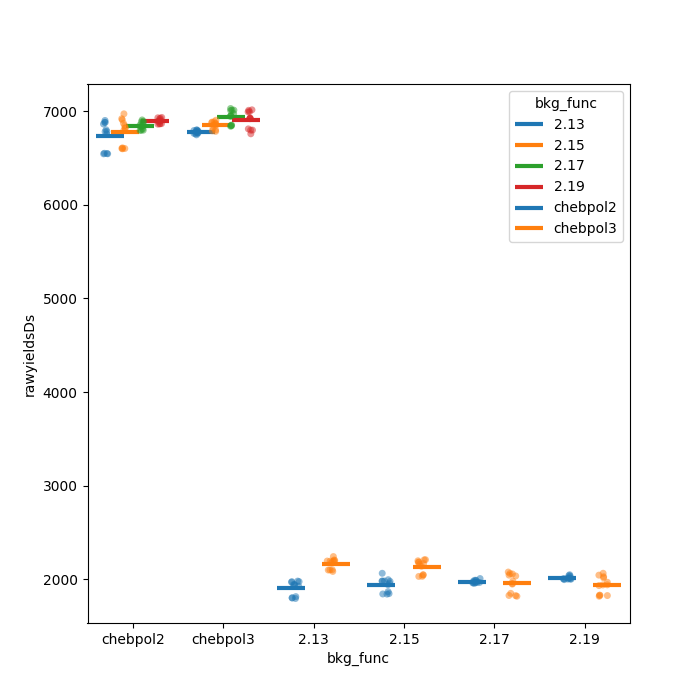 bkg_func
2.13
2.15
2.17
2.19
chebpol2
chebpol3
7000
6000
5000
4000
3000
2000
rawyieldsDs
chebpol2 chebpol3 2.13 2.15 2.17 2.19
bkg_func